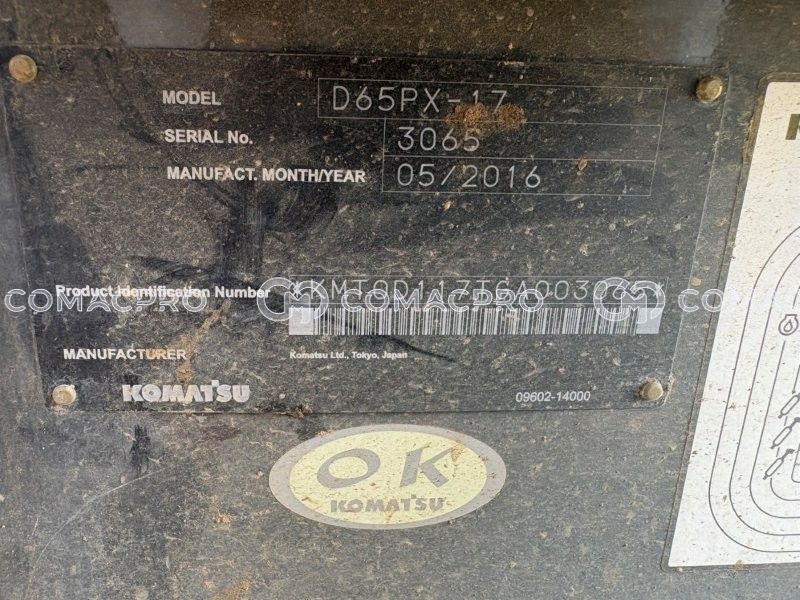 MODEL D65PX-17
SERIAL No. 3065
MANUFACT. MONTH/YEAR 05/2016
Product Identification Number
COMACPRO COMACPRO COMACPRO
MANUFACTURER Komatsu Ltd., Tokyo, Japan
KOMATSU 09602-14000
OK
KOMATSU